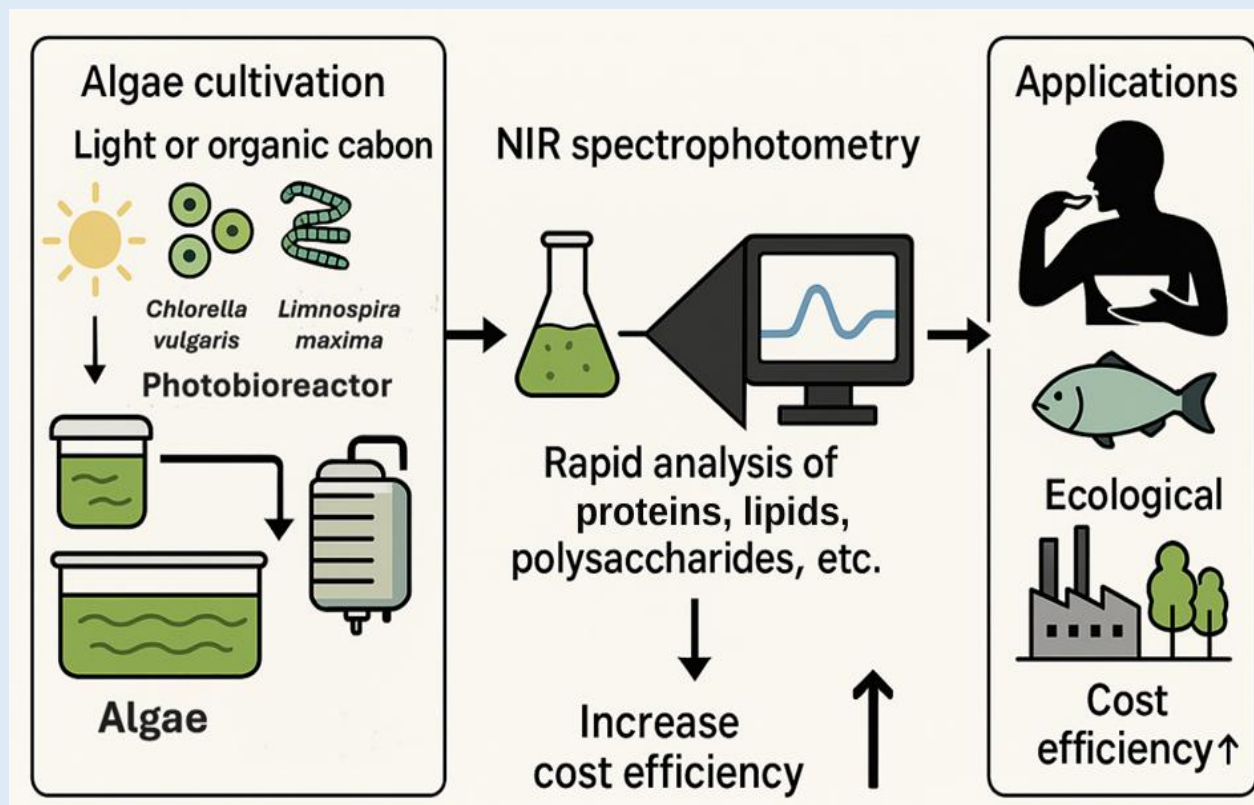 Algae cultivation
Light or organic cabon
Chlorella
vulgaris
Limnospira
maxima
Photobioreactor
Algae
NIR spectrophotometry
Rapid analysis of
proteins, lipids,
polysaccharides, etc.
Increase
cost efficiency
Applications
Ecological
Cost
efficiency↑